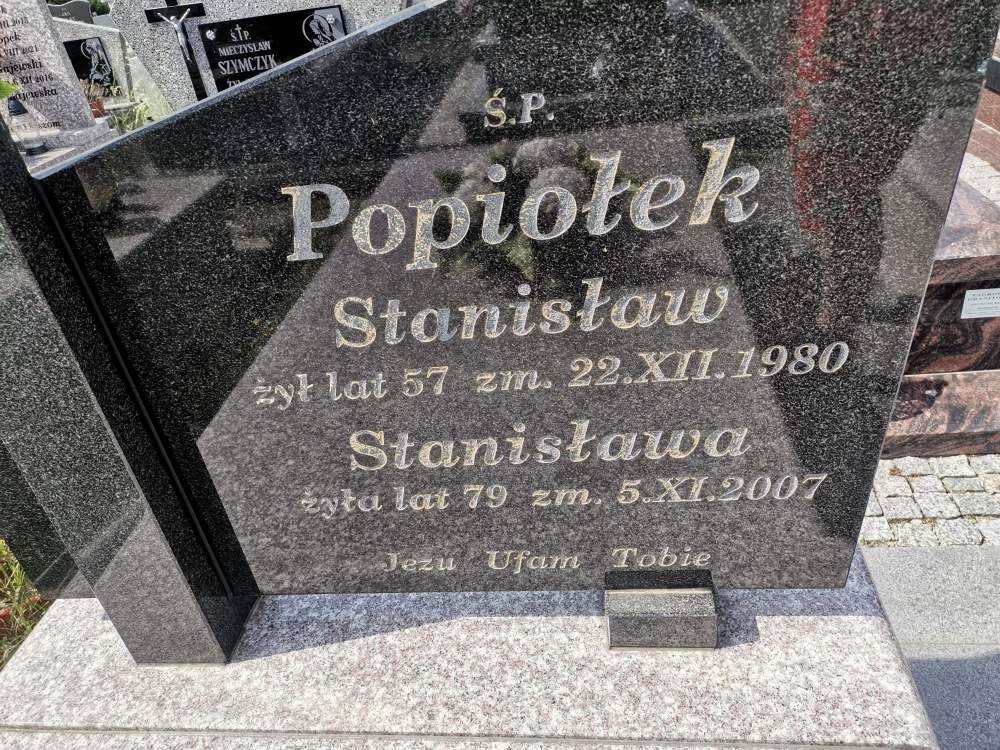 Ś.P.
MIECZYSŁAW
SZYMCZYK
Ś.P.
Popiołek
Stanisław
żył lat 57 zm. 22.XII.1980
Stanisława
żyła lat 79 zm. 5.XI.2007
Jezu Ufam Tobie